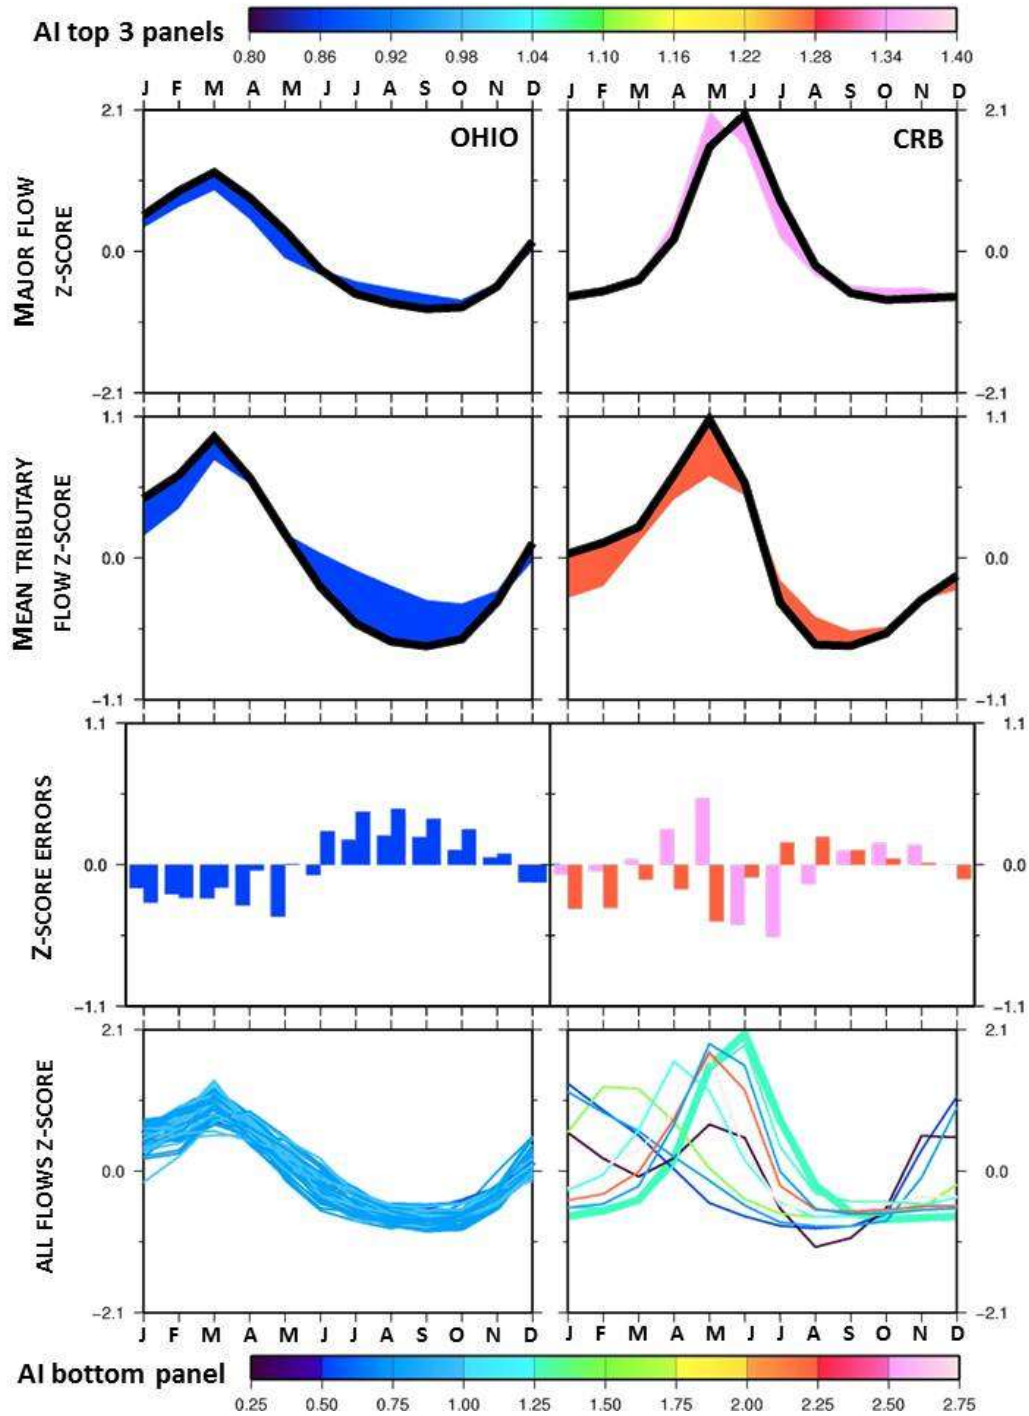 AI top 3 panels
0.80 0.86 0.92 0.98 1.04 1.10 1.16 1.22 1.28 1.34 1.40
J F M A M J J A S O N D J F M A M J J A S O N D
MAJOR FLOW
Z-SCORE
2.1
0.0
−2.1
OHIO
CRB
2.1
0.0
−2.1
MEAN TRIBUTARY
FLOW Z-SCORE
1.1
0.0
−1.1
1.1
0.0
−1.1
Z-SCORE ERRORS
1.1
0.0
−1.1
1.1
0.0
−1.1
ALL FLOWS Z-SCORE
2.1
0.0
−2.1
2.1
0.0
−2.1
J F M A M J J A S O N D J F M A M J J A S O N D
AI bottom panel
0.25 0.50 0.75 1.00 1.25 1.50 1.75 2.00 2.25 2.50 2.75